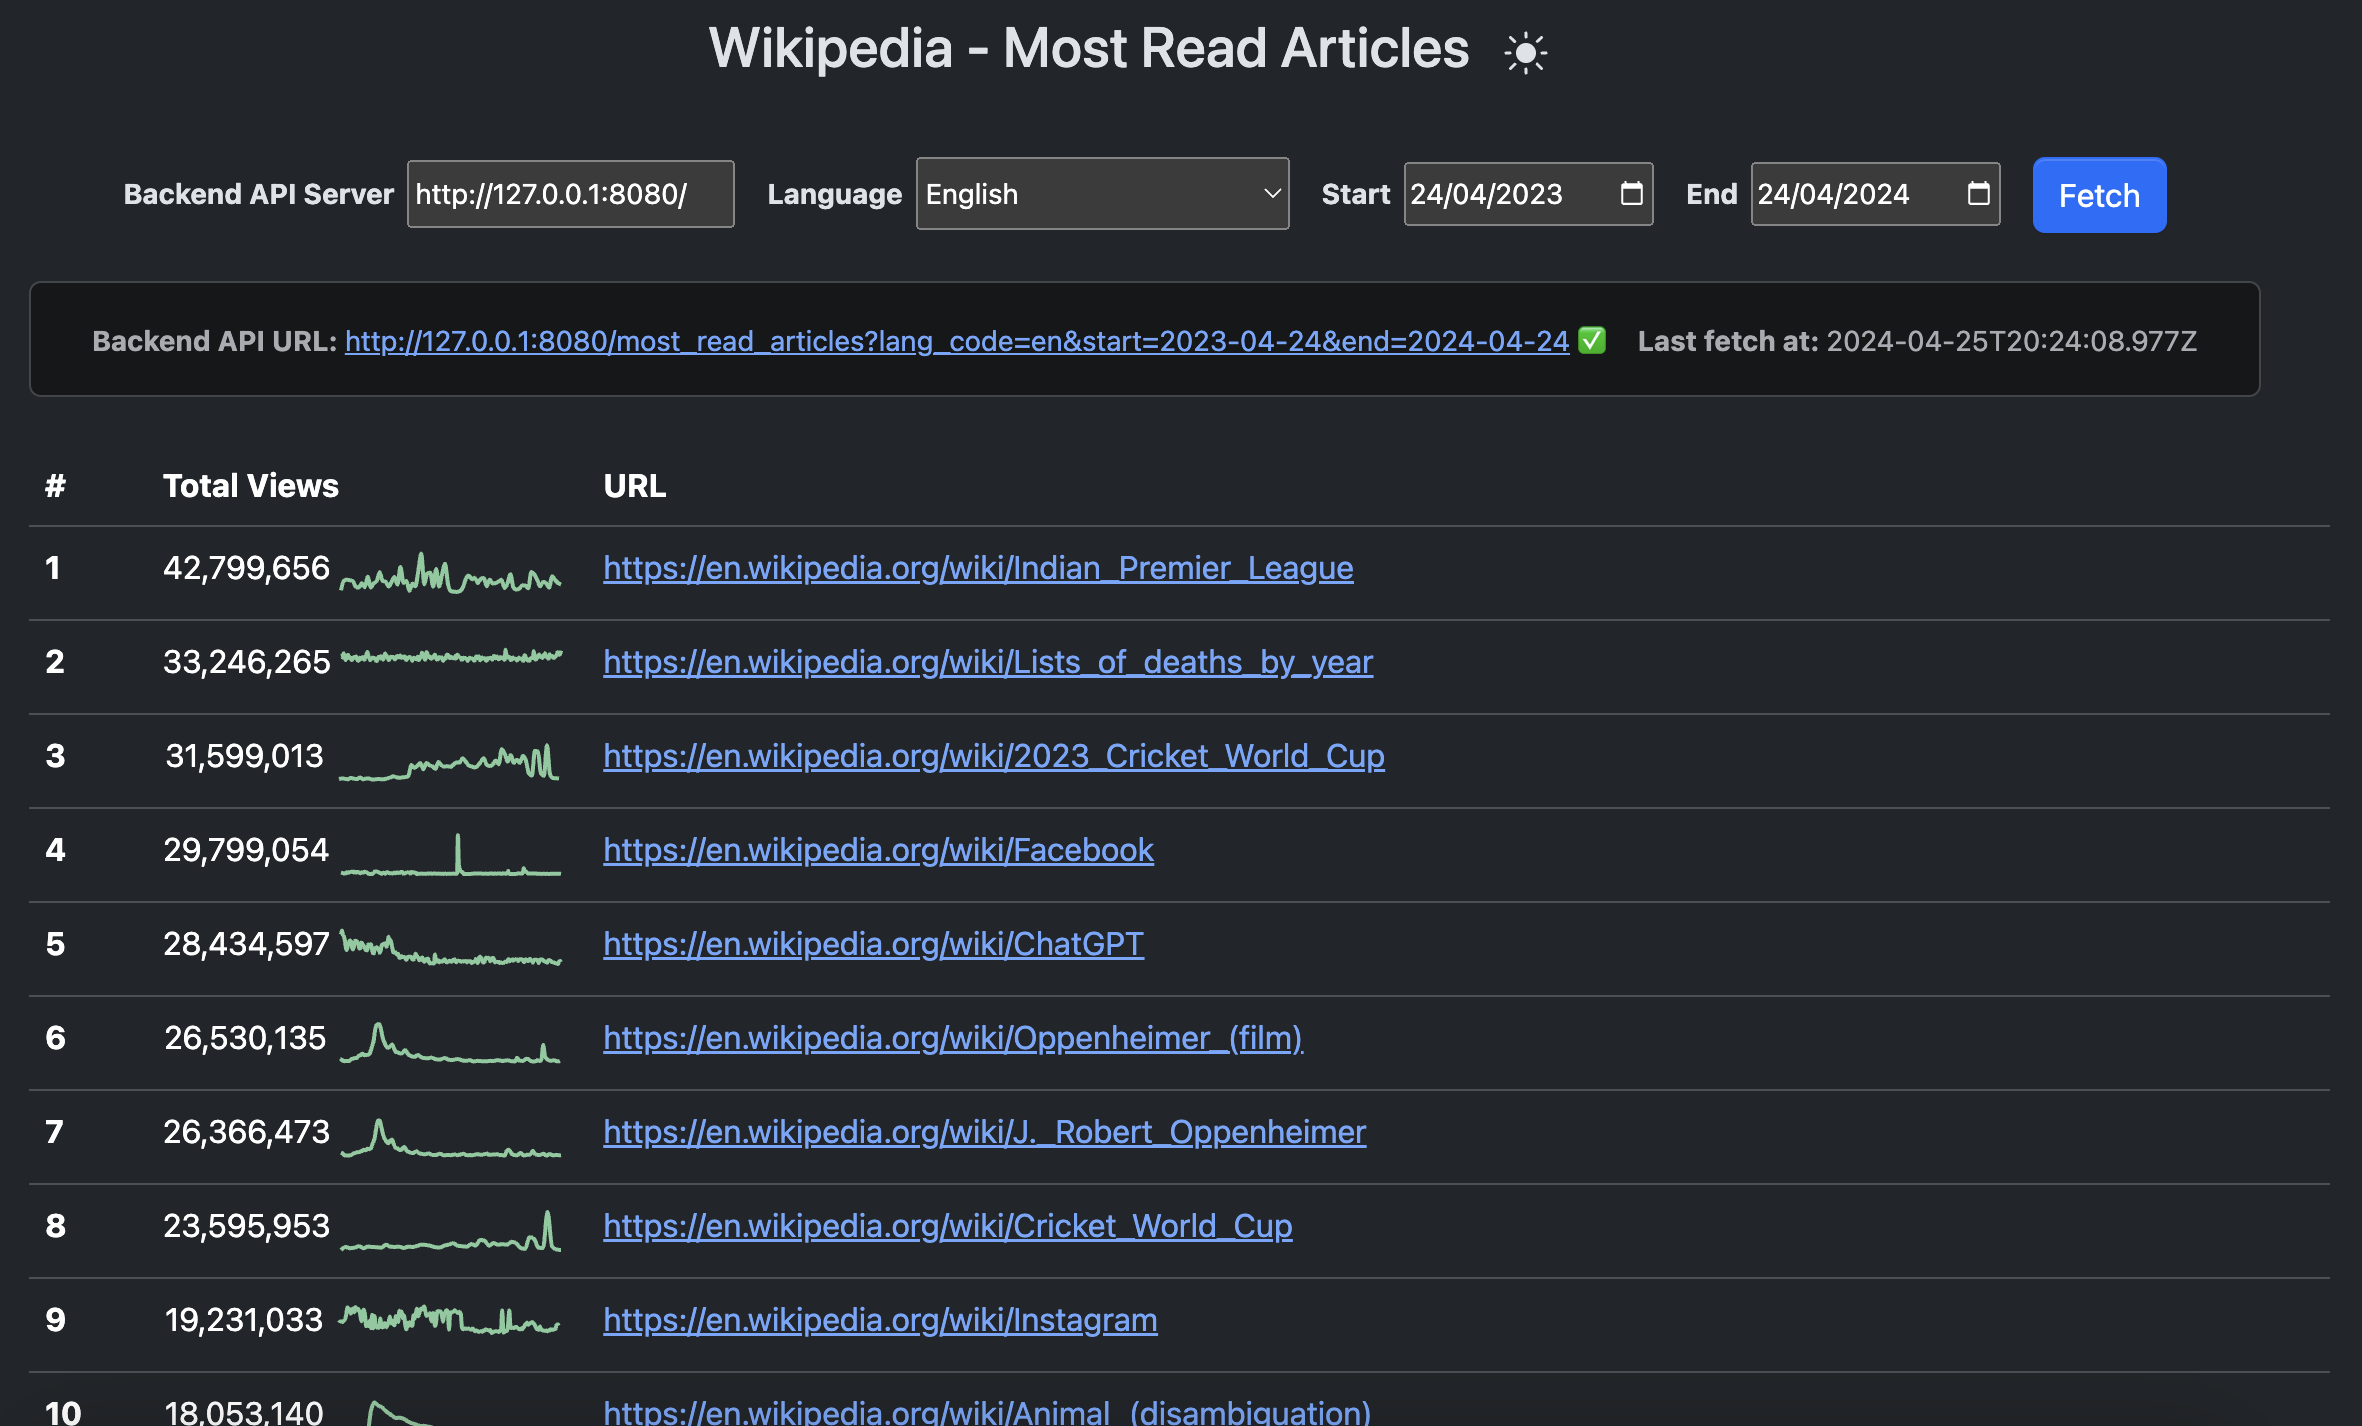 Wikipedia - Most Read Articles
Backend API Server http://127.0.0.1:8080/ Language English Start 24/04/2023 End 24/04/2024 Fetch
Backend API URL: http://127.0.0.1:8080/most_read_articles?lang_code=en&start=2023-04-24&end=2024-04-24 ✅ Last fetch at: 2024-04-25T20:24:08.977Z
# Total Views URL
1 42,799,656 https://en.wikipedia.org/wiki/Indian_Premier_League
2 33,246,265 https://en.wikipedia.org/wiki/Lists_of_deaths_by_year
3 31,599,013 https://en.wikipedia.org/wiki/2023_Cricket_World_Cup
4 29,799,054 https://en.wikipedia.org/wiki/Facebook
5 28,434,597 https://en.wikipedia.org/wiki/ChatGPT
6 26,530,135 https://en.wikipedia.org/wiki/Oppenheimer_(film)
7 26,366,473 https://en.wikipedia.org/wiki/J._Robert_Oppenheimer
8 23,595,953 https://en.wikipedia.org/wiki/Cricket_World_Cup
9 19,231,033 https://en.wikipedia.org/wiki/Instagram
10 18,053,140 https://en.wikipedia.org/wiki/Animal_(disambiguation)